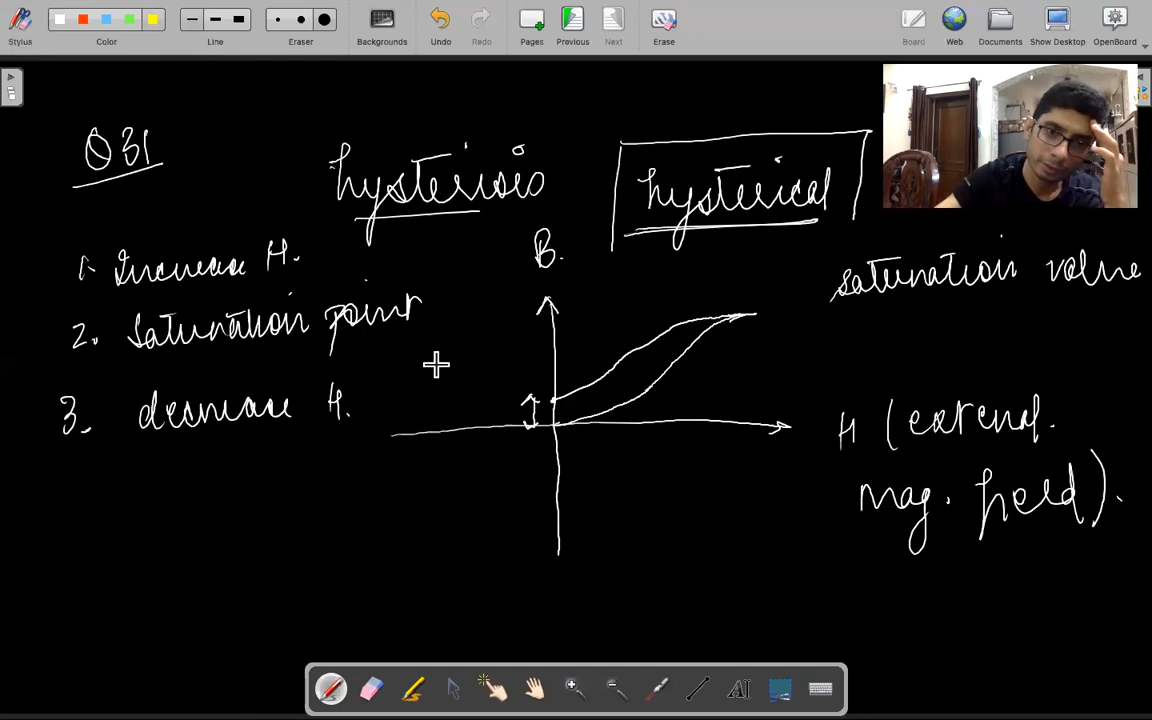 Stylus Color Line Eraser Backgrounds Undo Redo Pages Previous Next Erase Board Web Documents Show Desktop OpenBoard
Q31
hysterisis hysterical
1. Increase H. B. saturation value
2. Saturation point
3. decrease H. H (external.
mag. field).